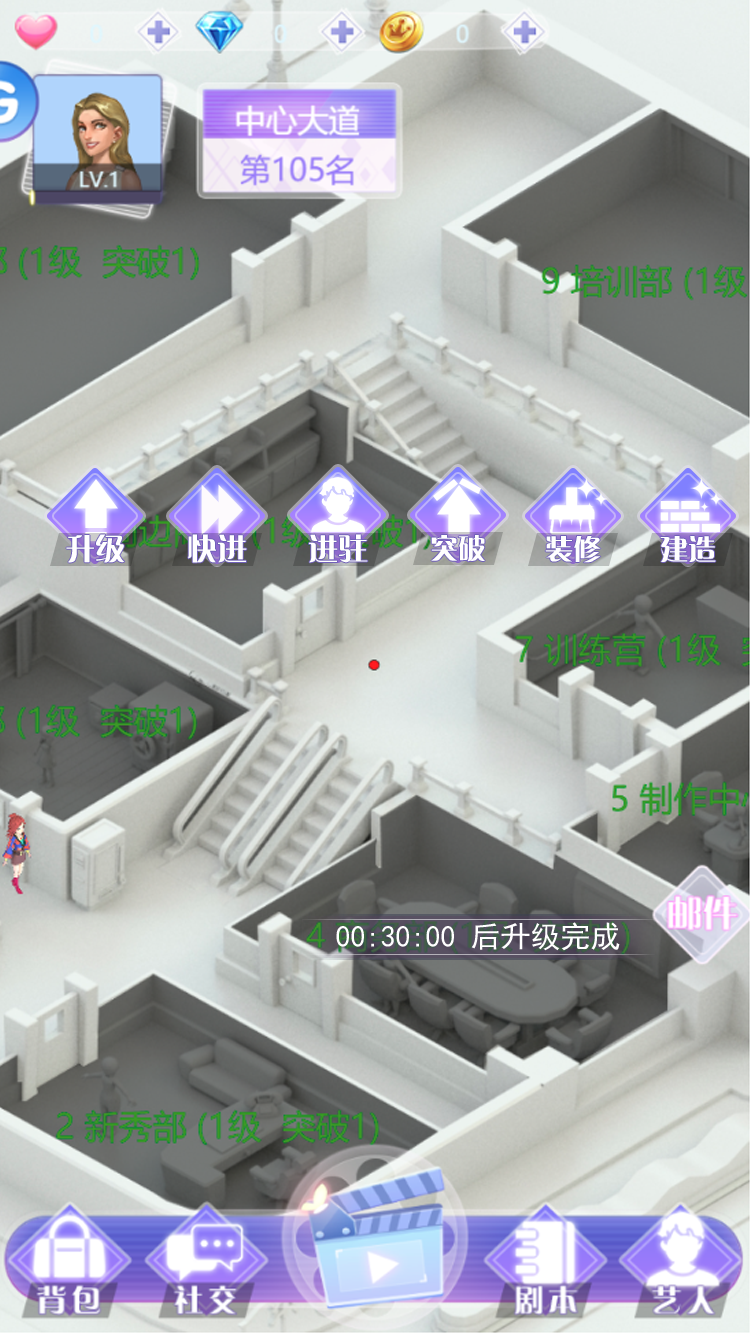 0
0
G
LV.1
中心大道
第105名
部 (1级 突破1)
9 培训部 (1级
升级
快进
进驻
突破
装修
建造
7 训练营 (1级
(1级 突破1)
5 制作中
邮件
4
00:30:00 后升级完成
2 新秀部 (1级 突破1)
背包
社交
剧本
艺人